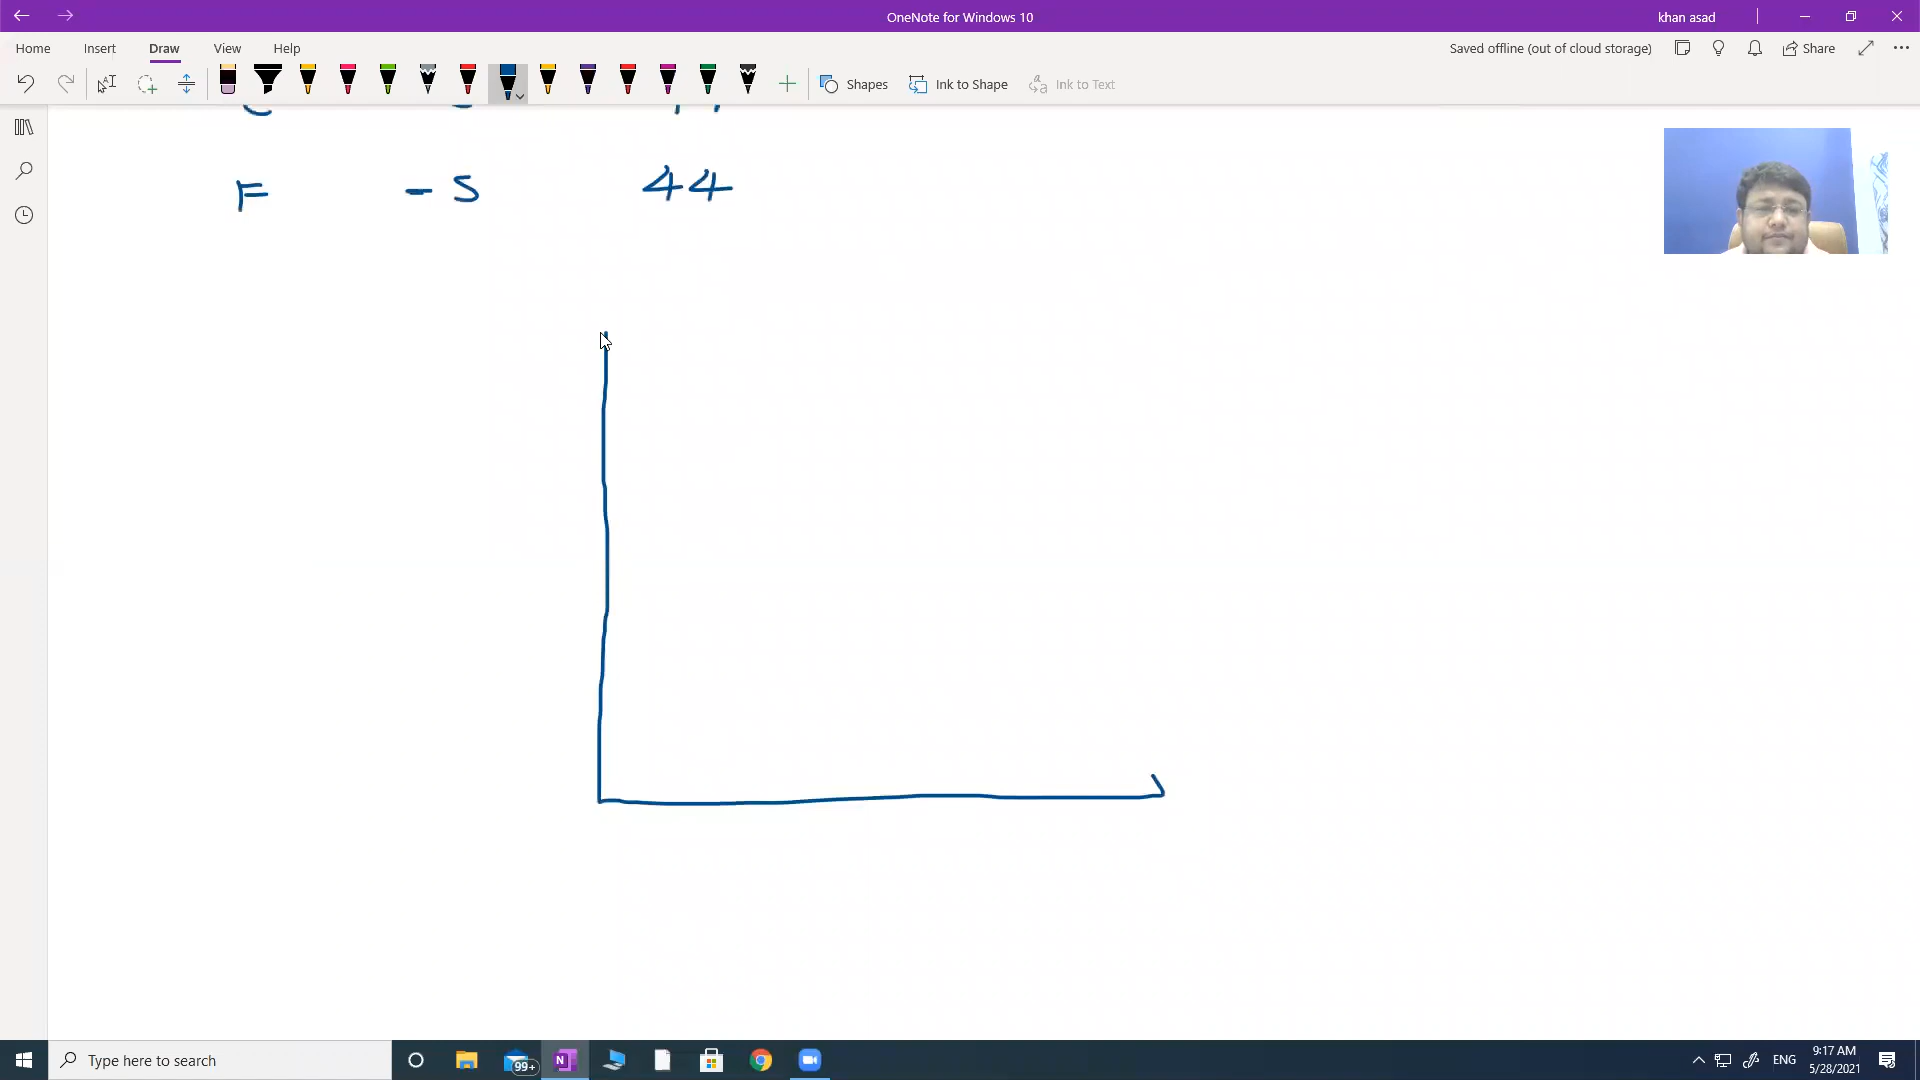 OneNote for Windows 10
khan asad
Home Insert Draw View Help
Saved offline (out of cloud storage)
Share
Shapes
Ink to Shape
Ink to Text
F - S 44
Type here to search
99+
N
ENG
9:17 AM
5/28/2021